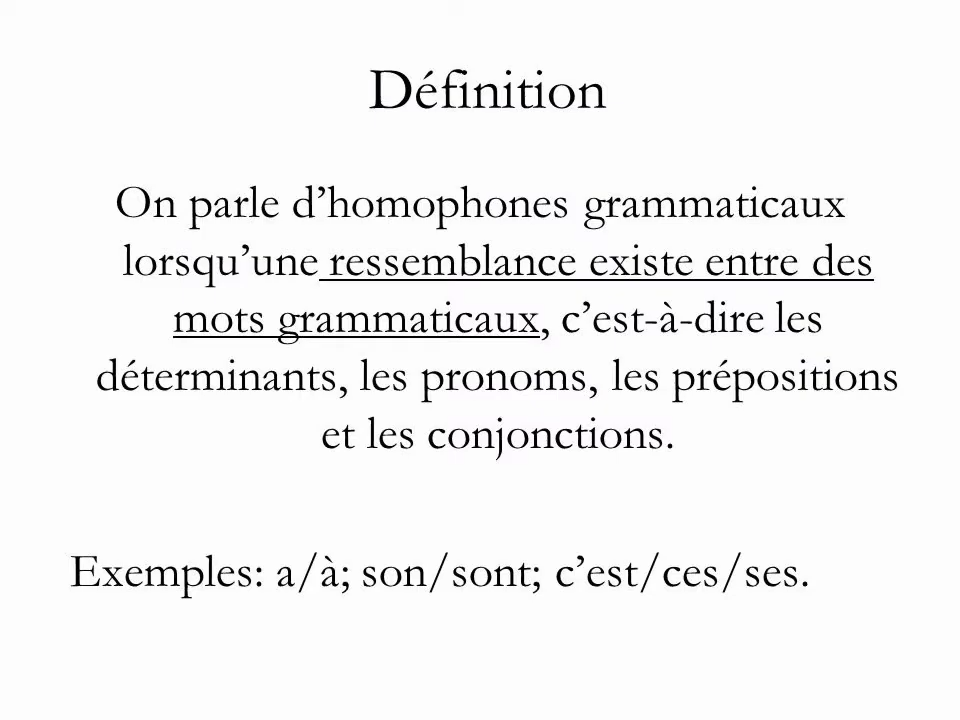 Définition
On parle d’homophones grammaticaux
lorsqu’une ressemblance existe entre des
mots grammaticaux, c’est-à-dire les
déterminants, les pronoms, les prépositions
et les conjonctions.
Exemples: a/à; son/sont; c’est/ces/ses.